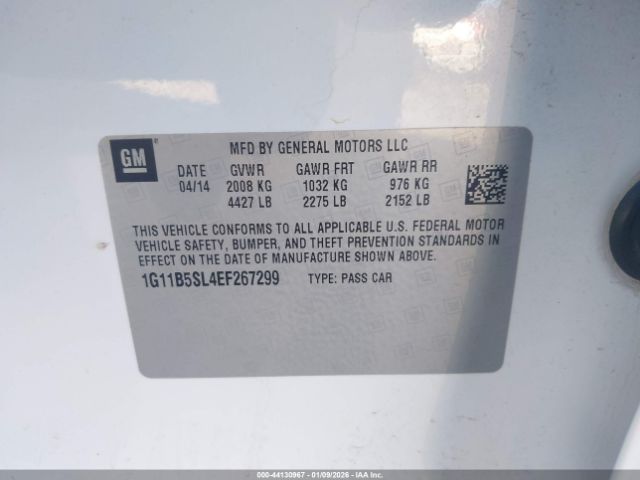 GM
MFD BY GENERAL MOTORS LLC
DATE GVWR GAWR FRT GAWR RR
04/14 2008 KG 1032 KG 976 KG
4427 LB 2275 LB 2152 LB
THIS VEHICLE CONFORMS TO ALL APPLICABLE U.S. FEDERAL MOTOR
VEHICLE SAFETY, BUMPER, AND THEFT PREVENTION STANDARDS IN
EFFECT ON THE DATE OF MANUFACTURE SHOWN ABOVE.
1G11B5SL4EF267299 TYPE: PASS CAR
000-44130967 - 01/09/2026 - IAAI.COM